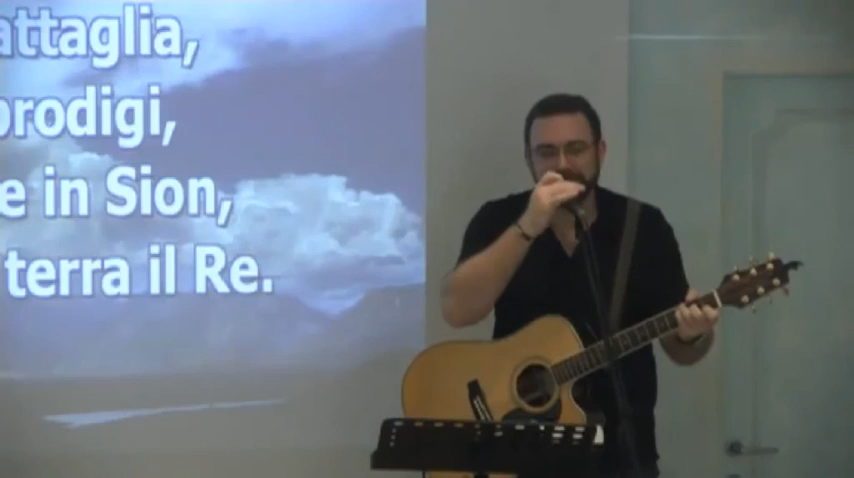 attaglia,
prodigi,
e in Sion,
terra il Re.